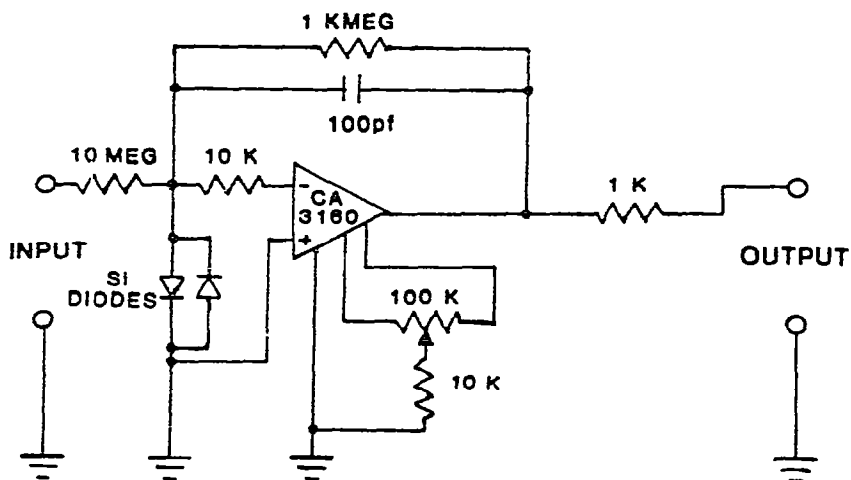 1 KMEG
100pf
10 MEG
10 K
-
CA
3160
+
1 K
INPUT
OUTPUT
SI
DIODES
100 K
10 K